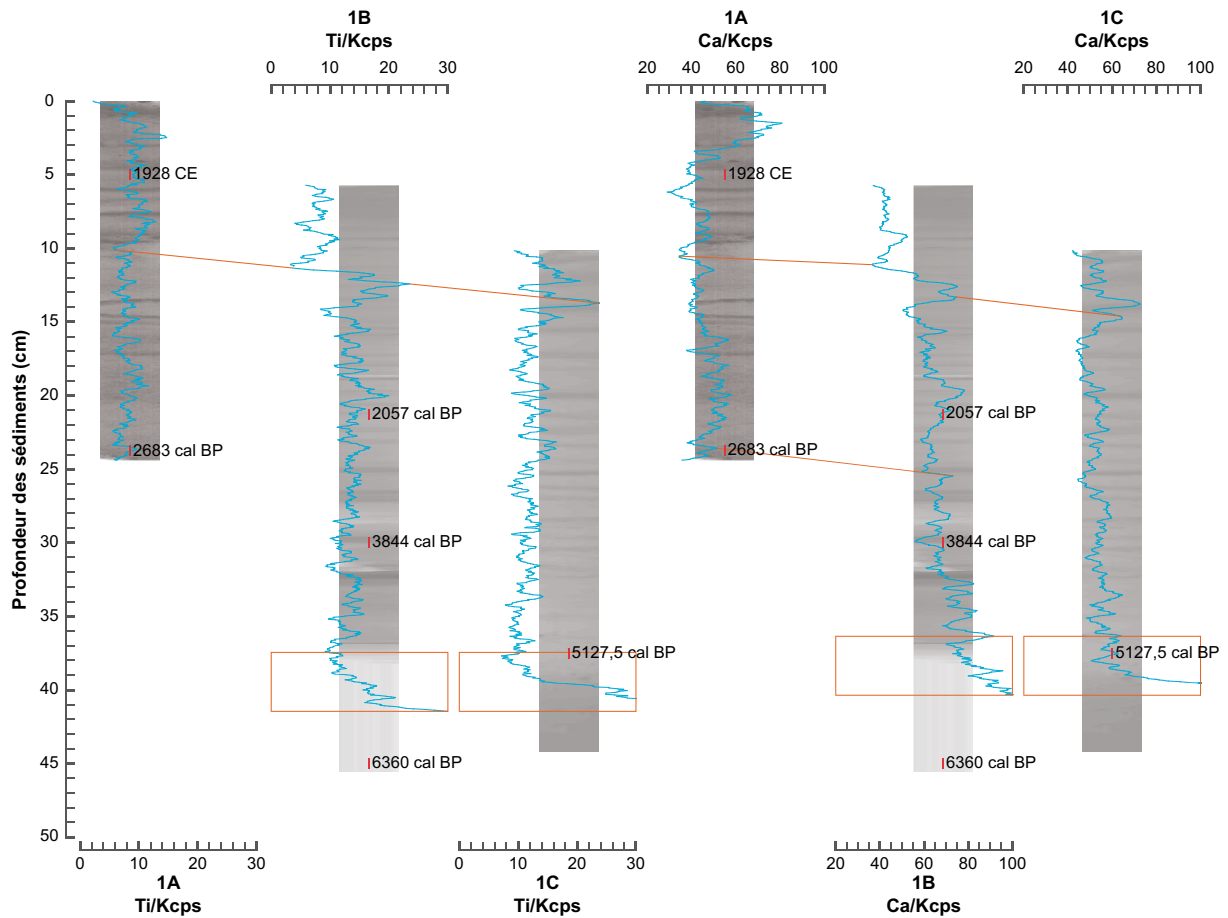 1B
Ti/Kcps
1A
Ca/Kcps
1C
Ca/Kcps
0 10 20 30
20 40 60 80 100
20 40 60 80 100
Profondeur des sédiments (cm)
0
5
10
15
20
25
30
35
40
45
50
1928 CE
2683 cal BP
2057 cal BP
3844 cal BP
6360 cal BP
5127,5 cal BP
1928 CE
2683 cal BP
2057 cal BP
3844 cal BP
6360 cal BP
5127,5 cal BP
0 10 20 30
0 10 20 30
20 40 60 80 100
1A
Ti/Kcps
1C
Ti/Kcps
1B
Ca/Kcps